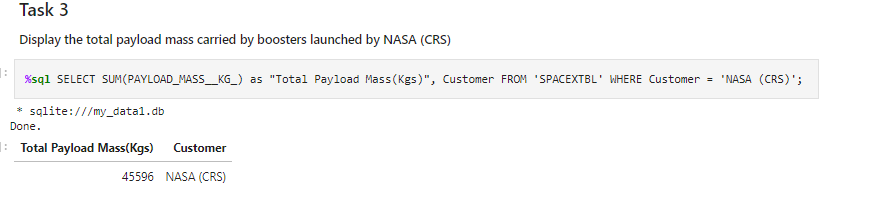 Task 3
Display the total payload mass carried by boosters launched by NASA (CRS)
%sql SELECT SUM(PAYLOAD_MASS__KG_) as "Total Payload Mass(Kgs)", Customer FROM 'SPACEXTBL' WHERE Customer = 'NASA (CRS)';
* sqlite:///my_data1.db
Done.
Total Payload Mass(Kgs) Customer
45596 NASA (CRS)